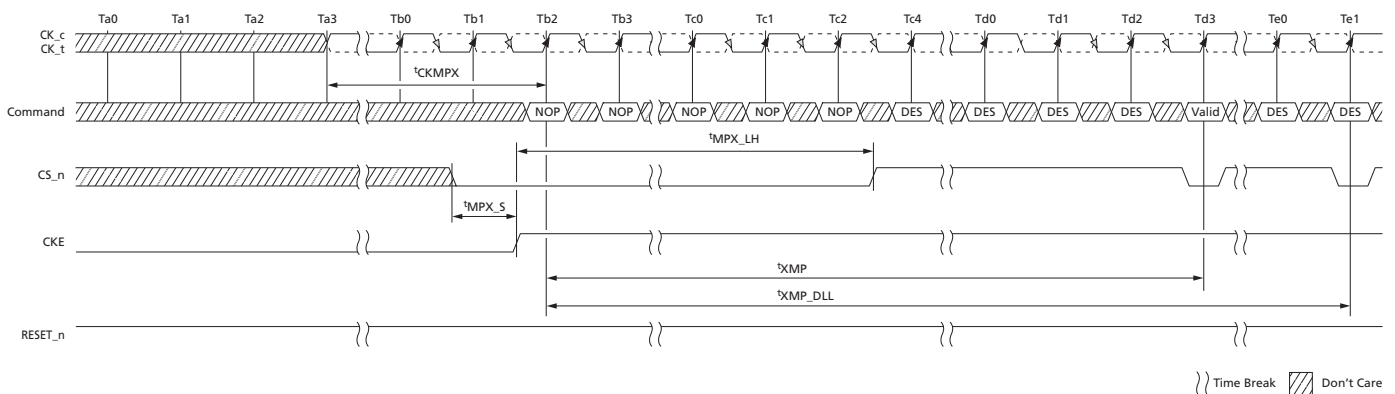 Ta0 Ta1 Ta2 Ta3 Tb0 Tb1 Tb2 Tb3 Tc0 Tc1 Tc2 Tc4 Td0 Td1 Td2 Td3 Te0 Te1
CK_c
CK_t
tCKMPX
Command NOP NOP NOP NOP NOP DES DES DES DES Valid DES DES
tMPX_LH
CS_n
tMPX_S
CKE
tXMP
tXMP_DLL
RESET_n
Time Break Don't Care